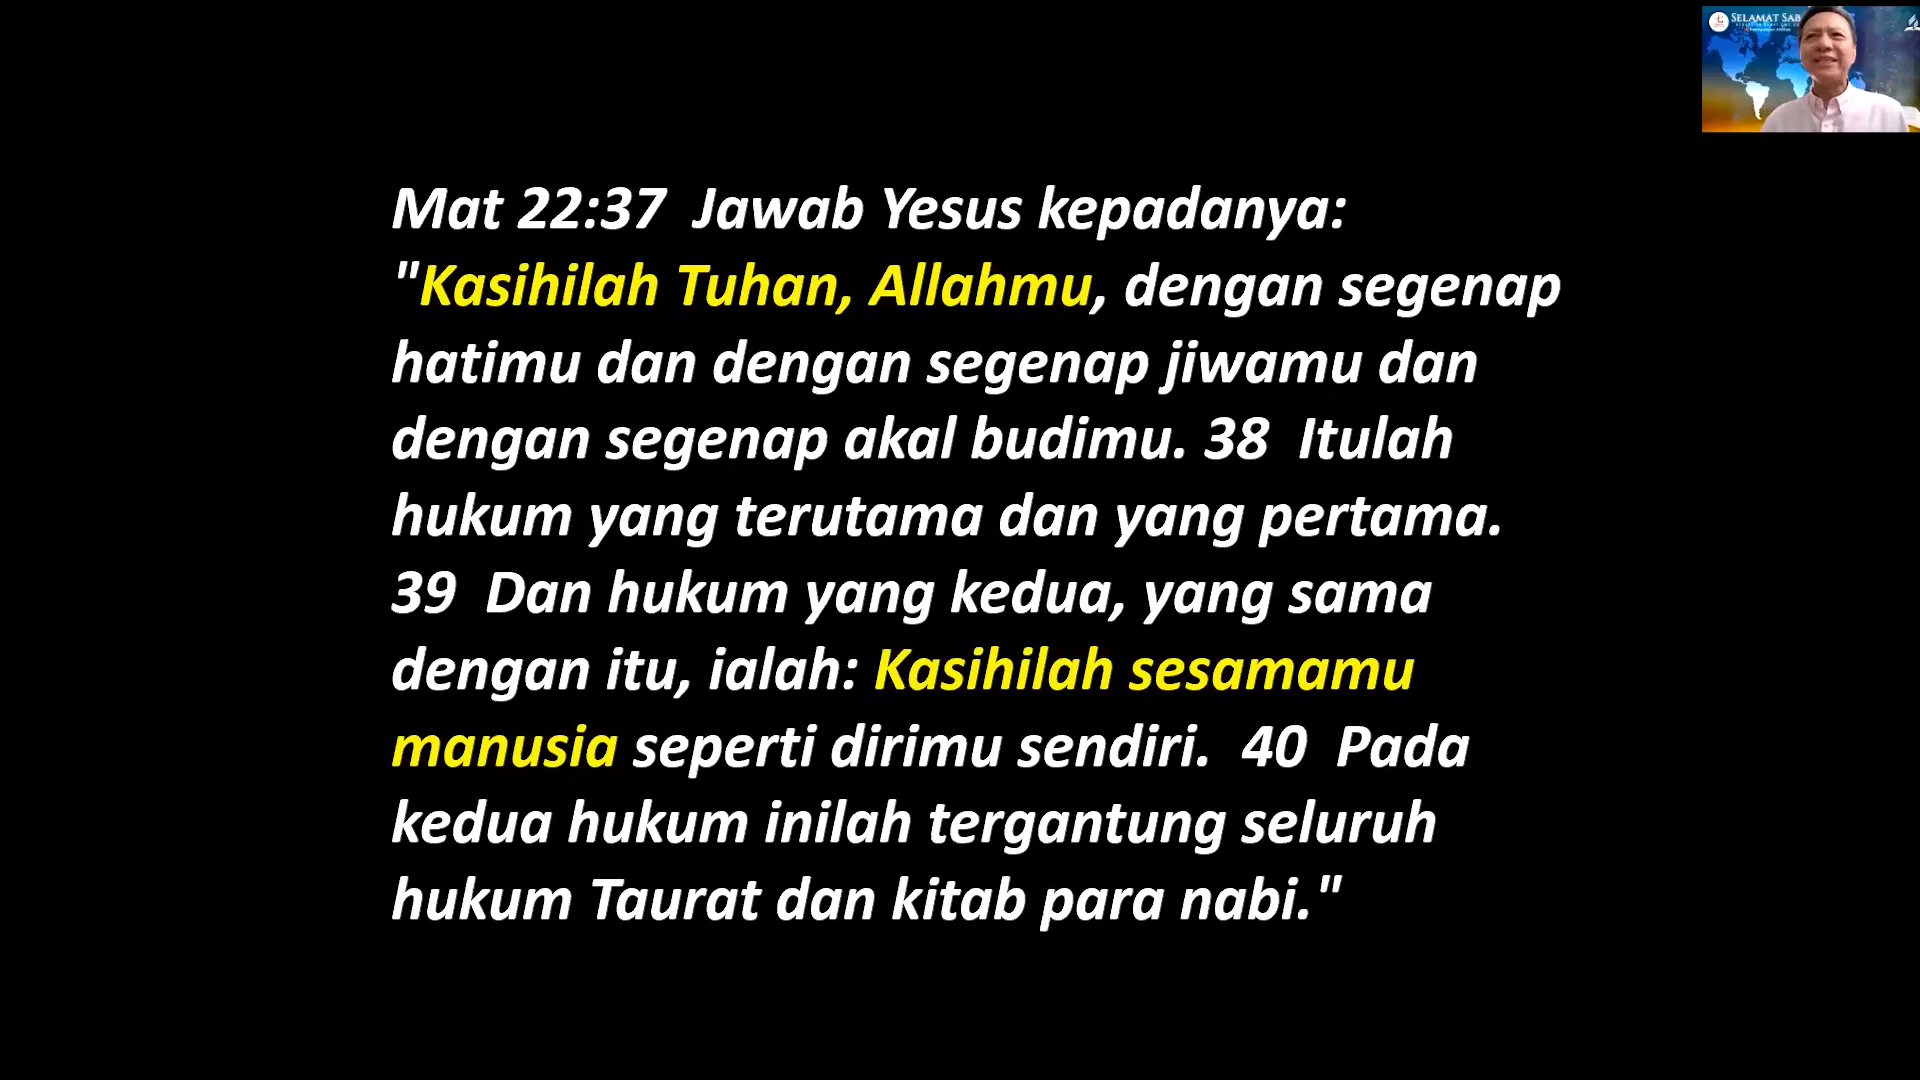 SELAMAT SAB
Mat 22:37 Jawab Yesus kepadanya:
"Kasihilah Tuhan, Allahmu, dengan segenap
hatimu dan dengan segenap jiwamu dan
dengan segenap akal budimu. 38 Itulah
hukum yang terutama dan yang pertama.
39 Dan hukum yang kedua, yang sama
dengan itu, ialah: Kasihilah sesamamu
manusia seperti dirimu sendiri. 40 Pada
kedua hukum inilah tergantung seluruh
hukum Taurat dan kitab para nabi."